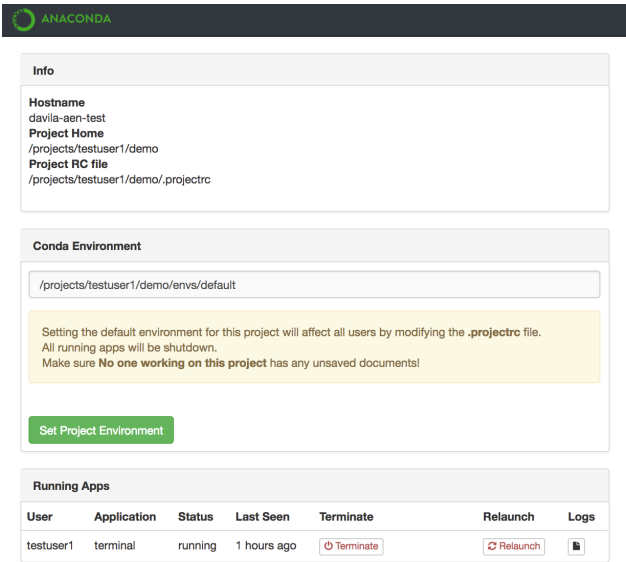 ANACONDA
Info
Hostname
davila-aen-test
Project Home
/projects/testuser1/demo
Project RC file
/projects/testuser1/demo/.projectrc
Conda Environment
/projects/testuser1/demo/envs/default
Setting the default environment for this project will affect all users by modifying the .projectrc file.
All running apps will be shutdown.
Make sure No one working on this project has any unsaved documents!
Set Project Environment
Running Apps
User Application Status Last Seen Terminate Relaunch Logs
testuser1 terminal running 1 hours ago Terminate Relaunch